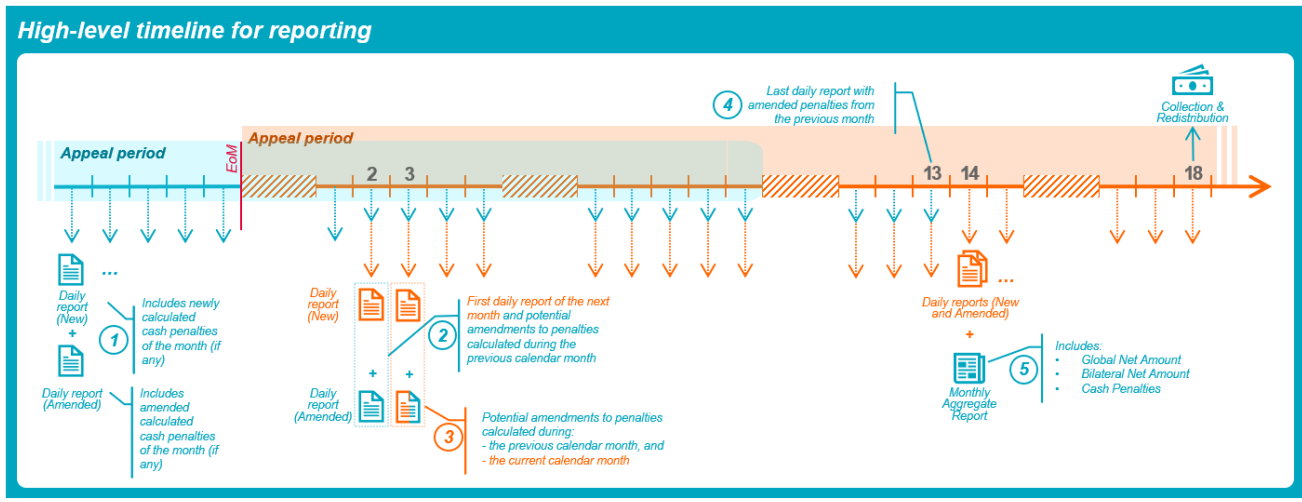 High-level timeline for reporting
Appeal period
EoM
Appeal period
2
3
4
Last daily report with
amended penalties from
the previous month
13
14
18
Collection &
Redistribution
Daily
report
(New)
+
Daily report
(Amended)
...
1
Includes newly
calculated
cash penalties
of the month (if
any)
Includes
amended
calculated
cash penalties
of the month (if
any)
Daily
report
(New)
+
+
Daily
report
(Amended)
2
First daily report of the next
month and potential
amendments to penalties
calculated during the
previous calendar month
3
Potential amendments to penalties
calculated during:
- the previous calendar month, and
- the current calendar month
...
Daily reports (New
and Amended)
+
Monthly
Aggregate
Report
5
Includes:
• Global Net Amount
• Bilateral Net Amount
• Cash Penalties